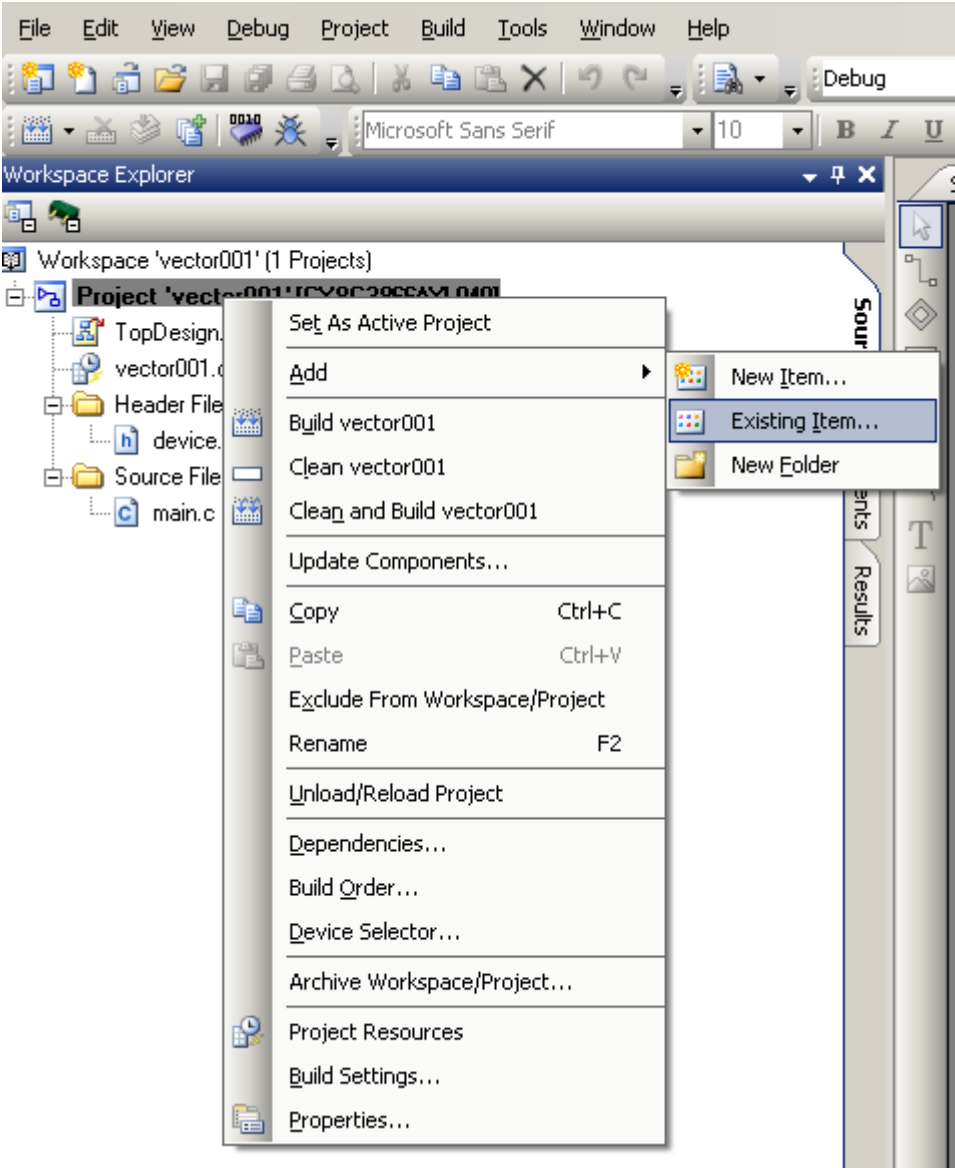 File Edit View Debug Project Build Tools Window Help
Debug
Microsoft Sans Serif 10 B I U
Workspace Explorer
Workspace 'vector001' (1 Projects)
Project 'vector001'
TopDesign.
vector001.
Header File
device.
Source File
main.c
Set As Active Project
Add
Build vector001
Clean vector001
Clean and Build vector001
Update Components...
Copy Ctrl+C
Paste Ctrl+V
Exclude From Workspace/Project
Rename F2
Unload/Reload Project
Dependencies...
Build Order...
Device Selector...
Archive Workspace/Project...
Project Resources
Build Settings...
Properties...
New Item...
Existing Item...
New Folder
Sour
ents
Results